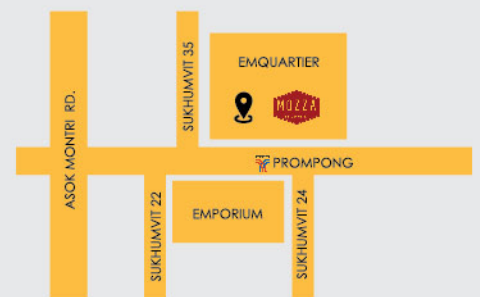 ASOK MONTRI RD.
SUKHUMVIT 35
EMQUARTIER
MOZZA
PROMPONG
SUKHUMVIT 22
EMPORIUM
SUKHUMVIT 24